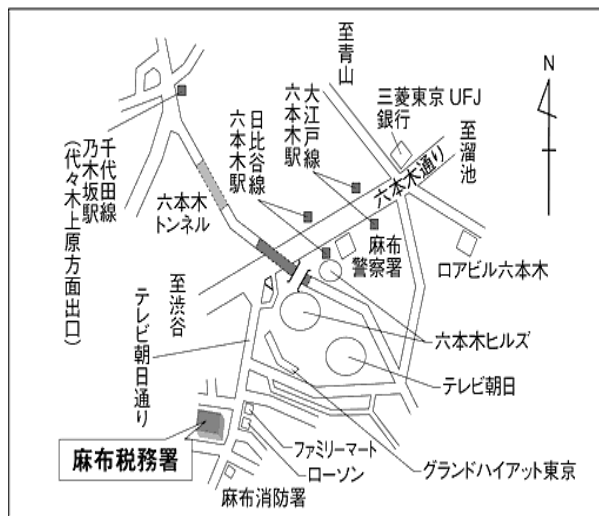 至青山
N
三菱東京UFJ
銀行
大江戸線
六本木駅
日比谷線
六本木駅
至溜池
六本木通り
千代田線
乃木坂駅
(代々木上原方面出口)
六本木
トンネル
麻布
警察署
ロアビル六本木
至渋谷
テレビ朝日通り
六本木ヒルズ
テレビ朝日
麻布税務署
ファミリーマート
ローソン
グランドハイアット東京
麻布消防署